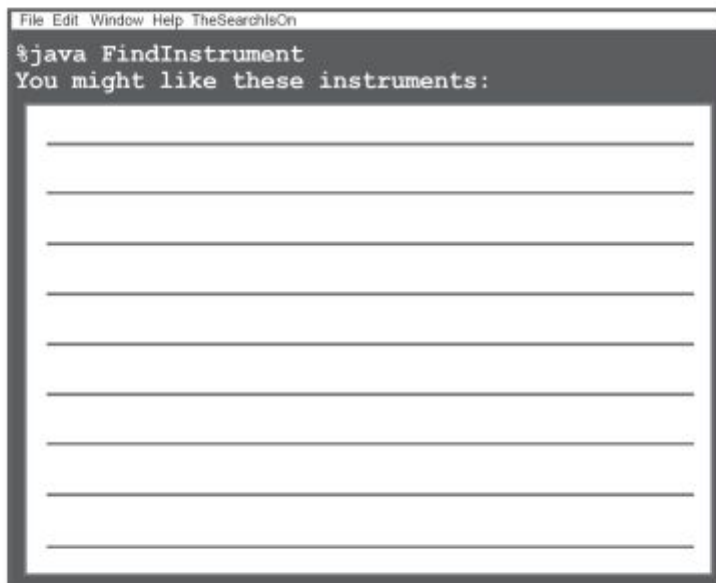 File Edit Window Help TheSearchIsOn
%java FindInstrument
You might like these instruments: